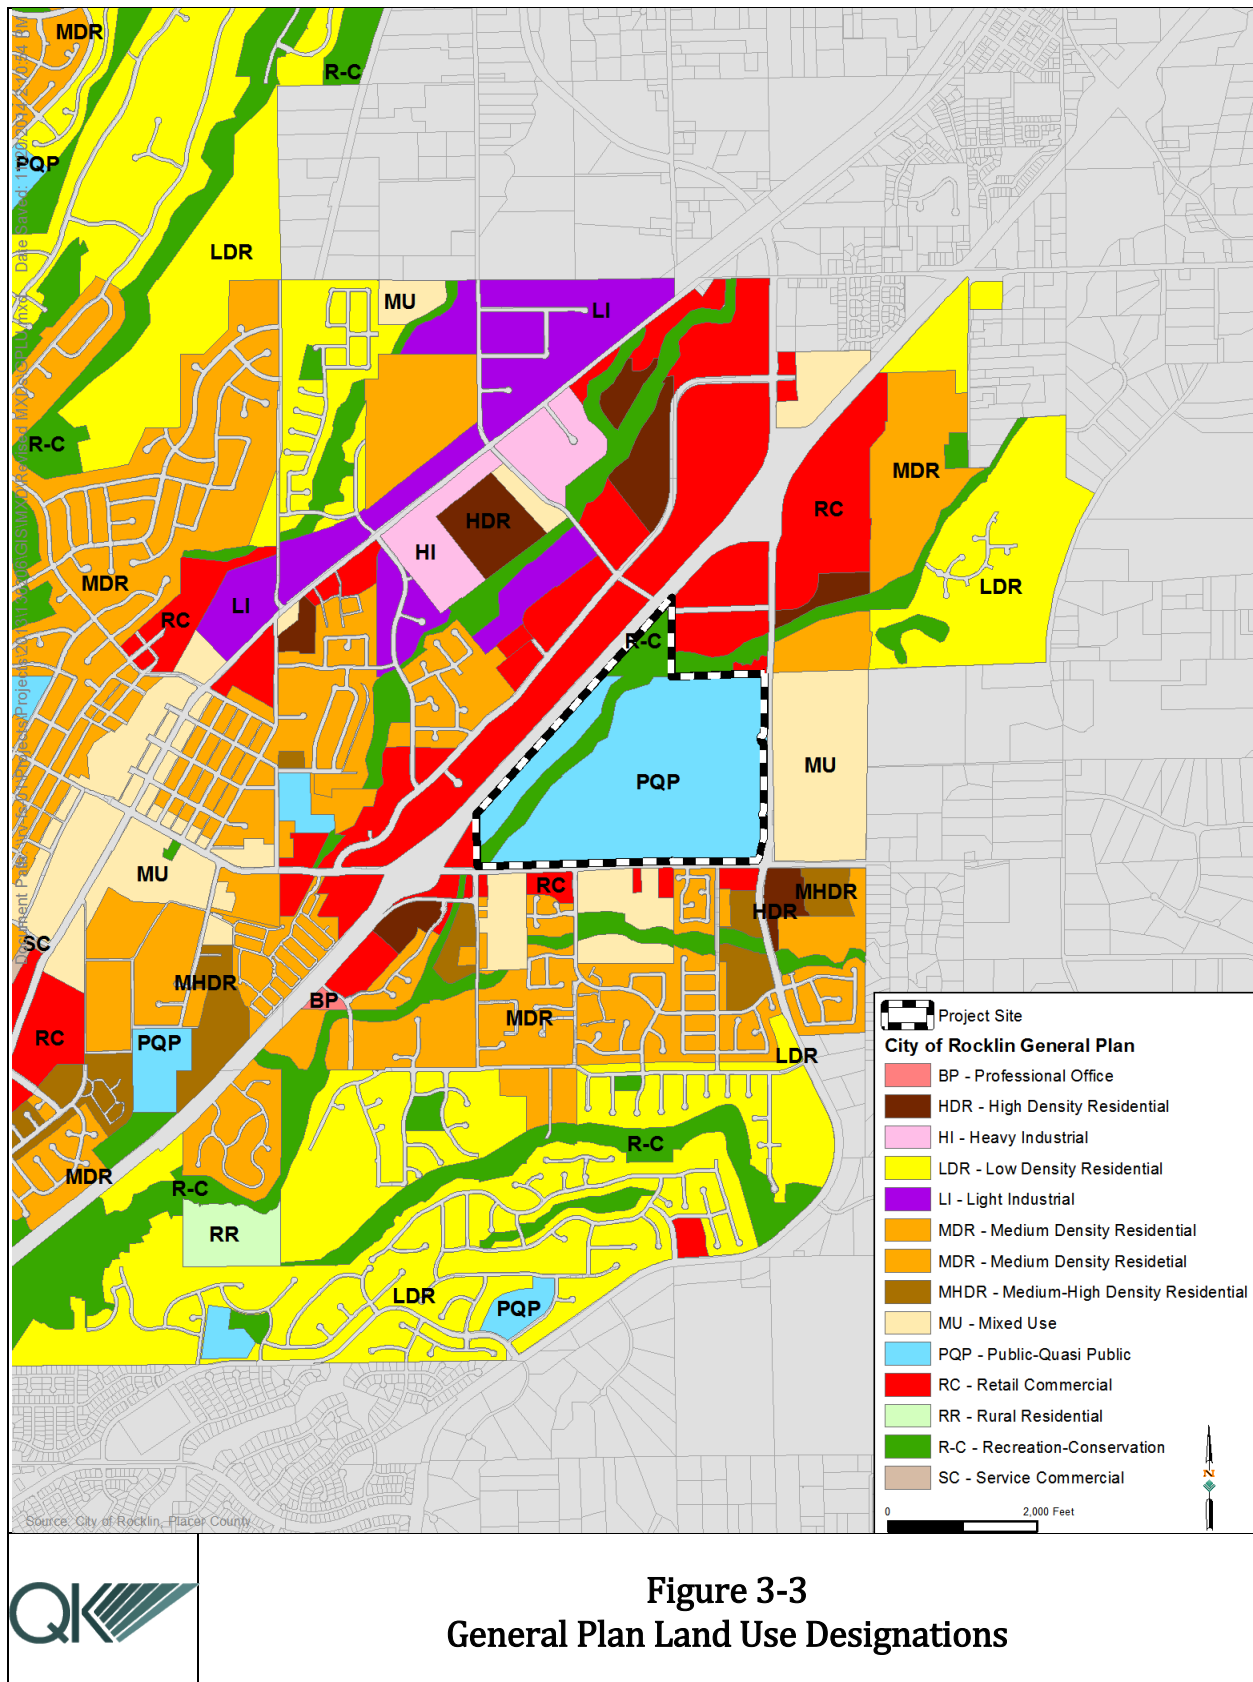 MDR
R-C
PQP
LDR
MU
LI
R-C
MDR
RC
HDR
HI
LDR
MDR
RC
LI
R-C
PQP
MU
MU
RC
MHDR
HDR
SC
MHDR
BP
MDR
RC
PQP
LDR
R-C
MDR
R-C
RR
LDR
PQP
Project Site
City of Rocklin General Plan
BP - Professional Office
HDR - High Density Residential
HI - Heavy Industrial
LDR - Low Density Residential
LI - Light Industrial
MDR - Medium Density Residential
MDR - Medium Density Residetial
MHDR - Medium-High Density Residential
MU - Mixed Use
PQP - Public-Quasi Public
RC - Retail Commercial
RR - Rural Residential
R-C - Recreation-Conservation
SC - Service Commercial
N
0 2,000 Feet
Source: City of Rocklin, Placer County
QK
Figure 3-3
General Plan Land Use Designations